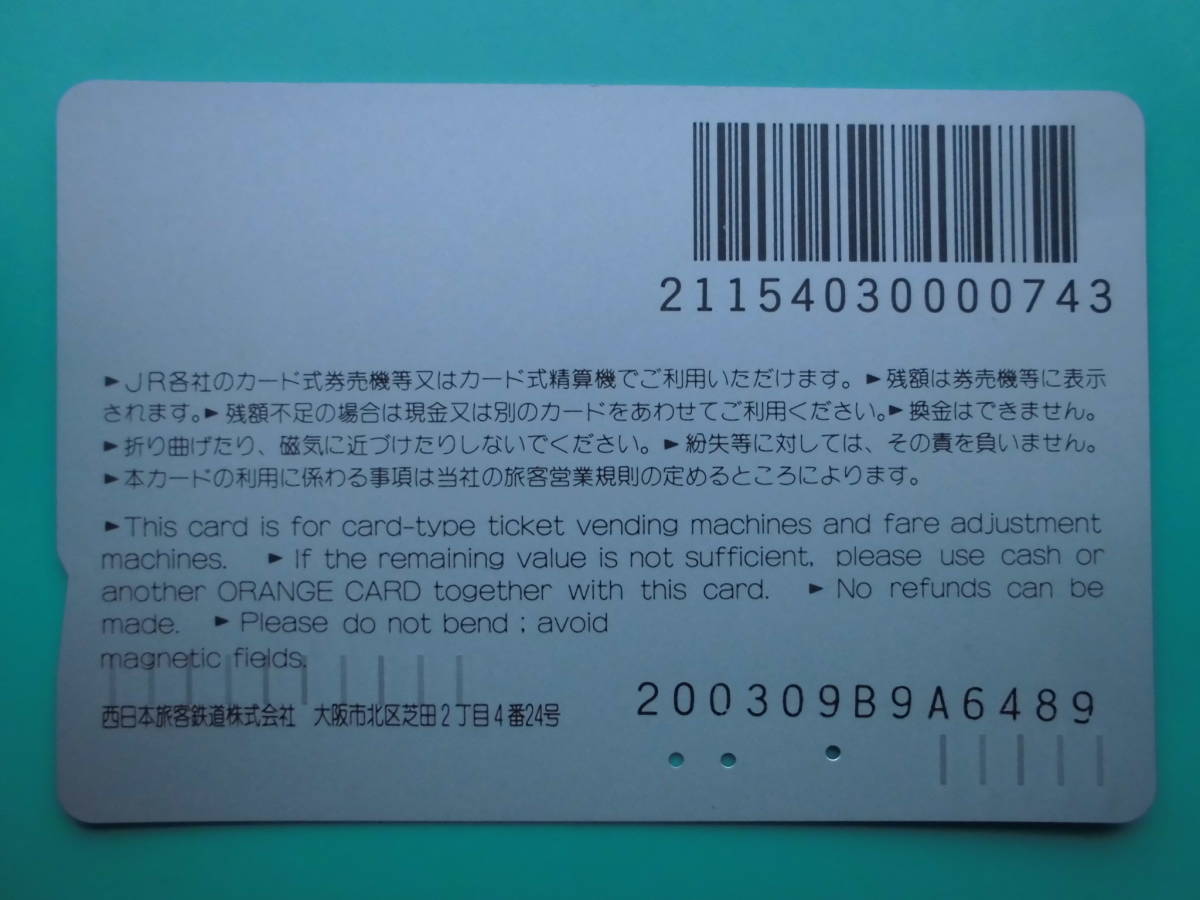 211540300000743
►JR各社のカード式券売機等又はカード式精算機でご利用いただけます。►残額は券売機等に表示
されます。►残額不足の場合は現金又は別のカードをあわせてご利用ください。►換金はできません。
►折り曲げたり、磁気に近づけたりしないでください。►紛失等に対しては、その責を負いません。
►本カードの利用に係わる事項は当社の旅客営業規則の定めるところによります。
►This card is for card-type ticket vending machines and fare adjustment
machines. ►If the remaining value is not sufficient, please use cash or
another ORANGE CARD together with this card. ►No refunds can be
made. ►Please do not bend ; avoid
magnetic fields.
西日本旅客鉄道株式会社 大阪市北区芝田2丁目4番24号
200309B9A6489